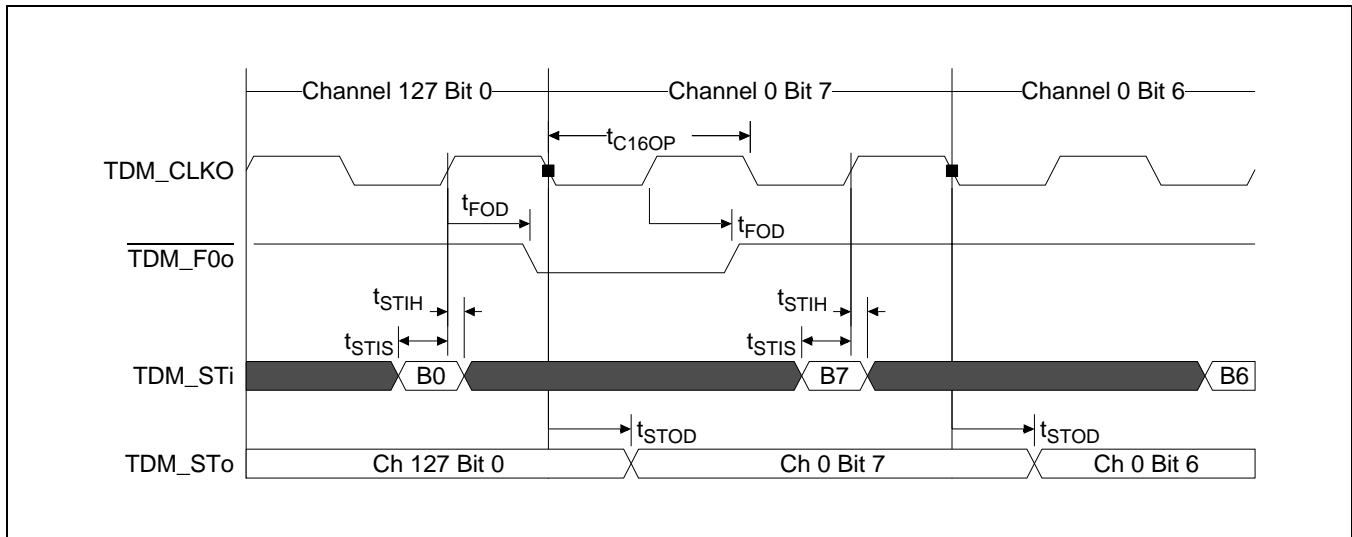 Channel 127 Bit 0 Channel 0 Bit 7 Channel 0 Bit 6
tC16OP
TDM_CLKO
tFOD tFOD
TDM_F0o
tSTIH tSTIH
tSTIS tSTIS
TDM_STi B0 B7 B6
tSTOD tSTOD
TDM_STo Ch 127 Bit 0 Ch 0 Bit 7 Ch 0 Bit 6